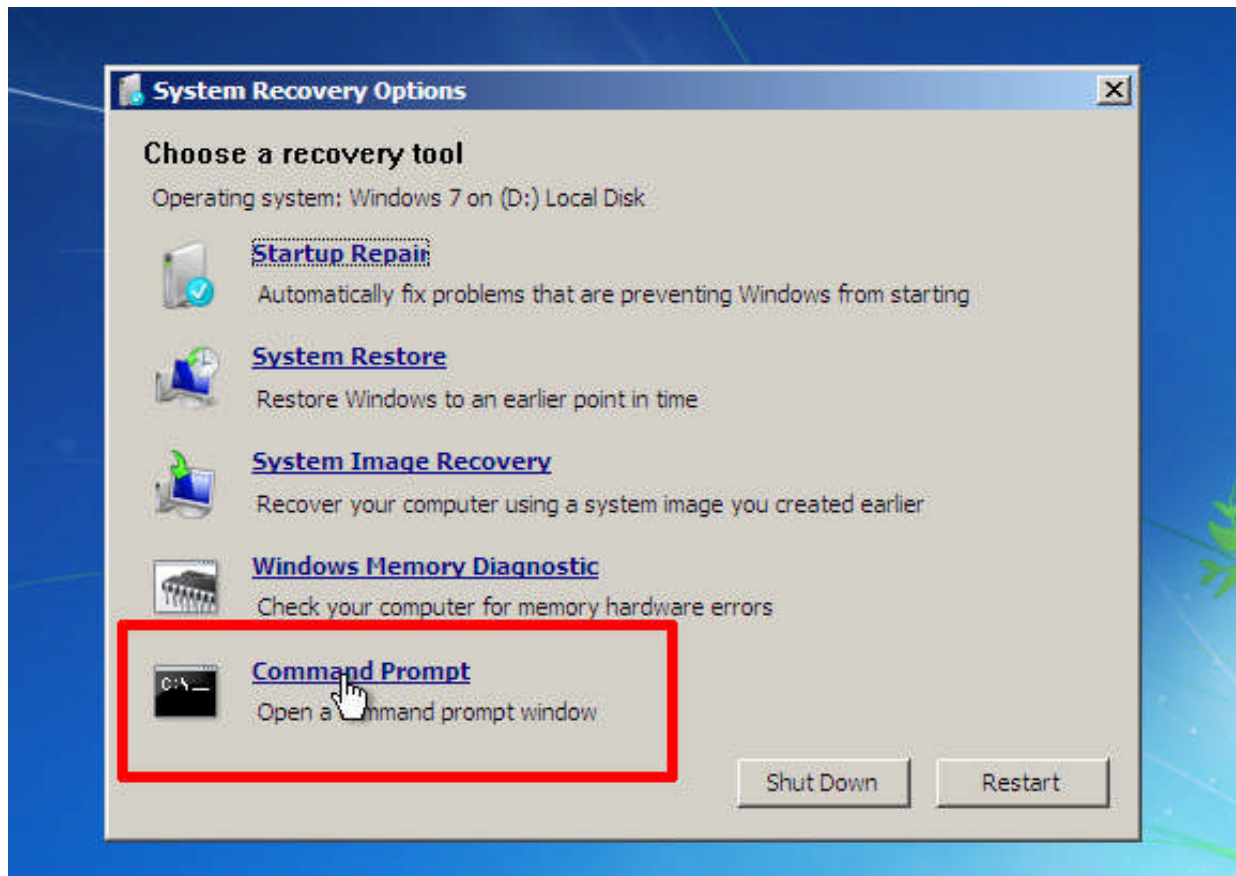 System Recovery Options
Choose a recovery tool
Operating system: Windows 7 on (D:) Local Disk
Startup Repair
Automatically fix problems that are preventing Windows from starting
System Restore
Restore Windows to an earlier point in time
System Image Recovery
Recover your computer using a system image you created earlier
Windows Memory Diagnostic
Check your computer for memory hardware errors
C:\_
Command Prompt
Open a command prompt window
Shut Down Restart